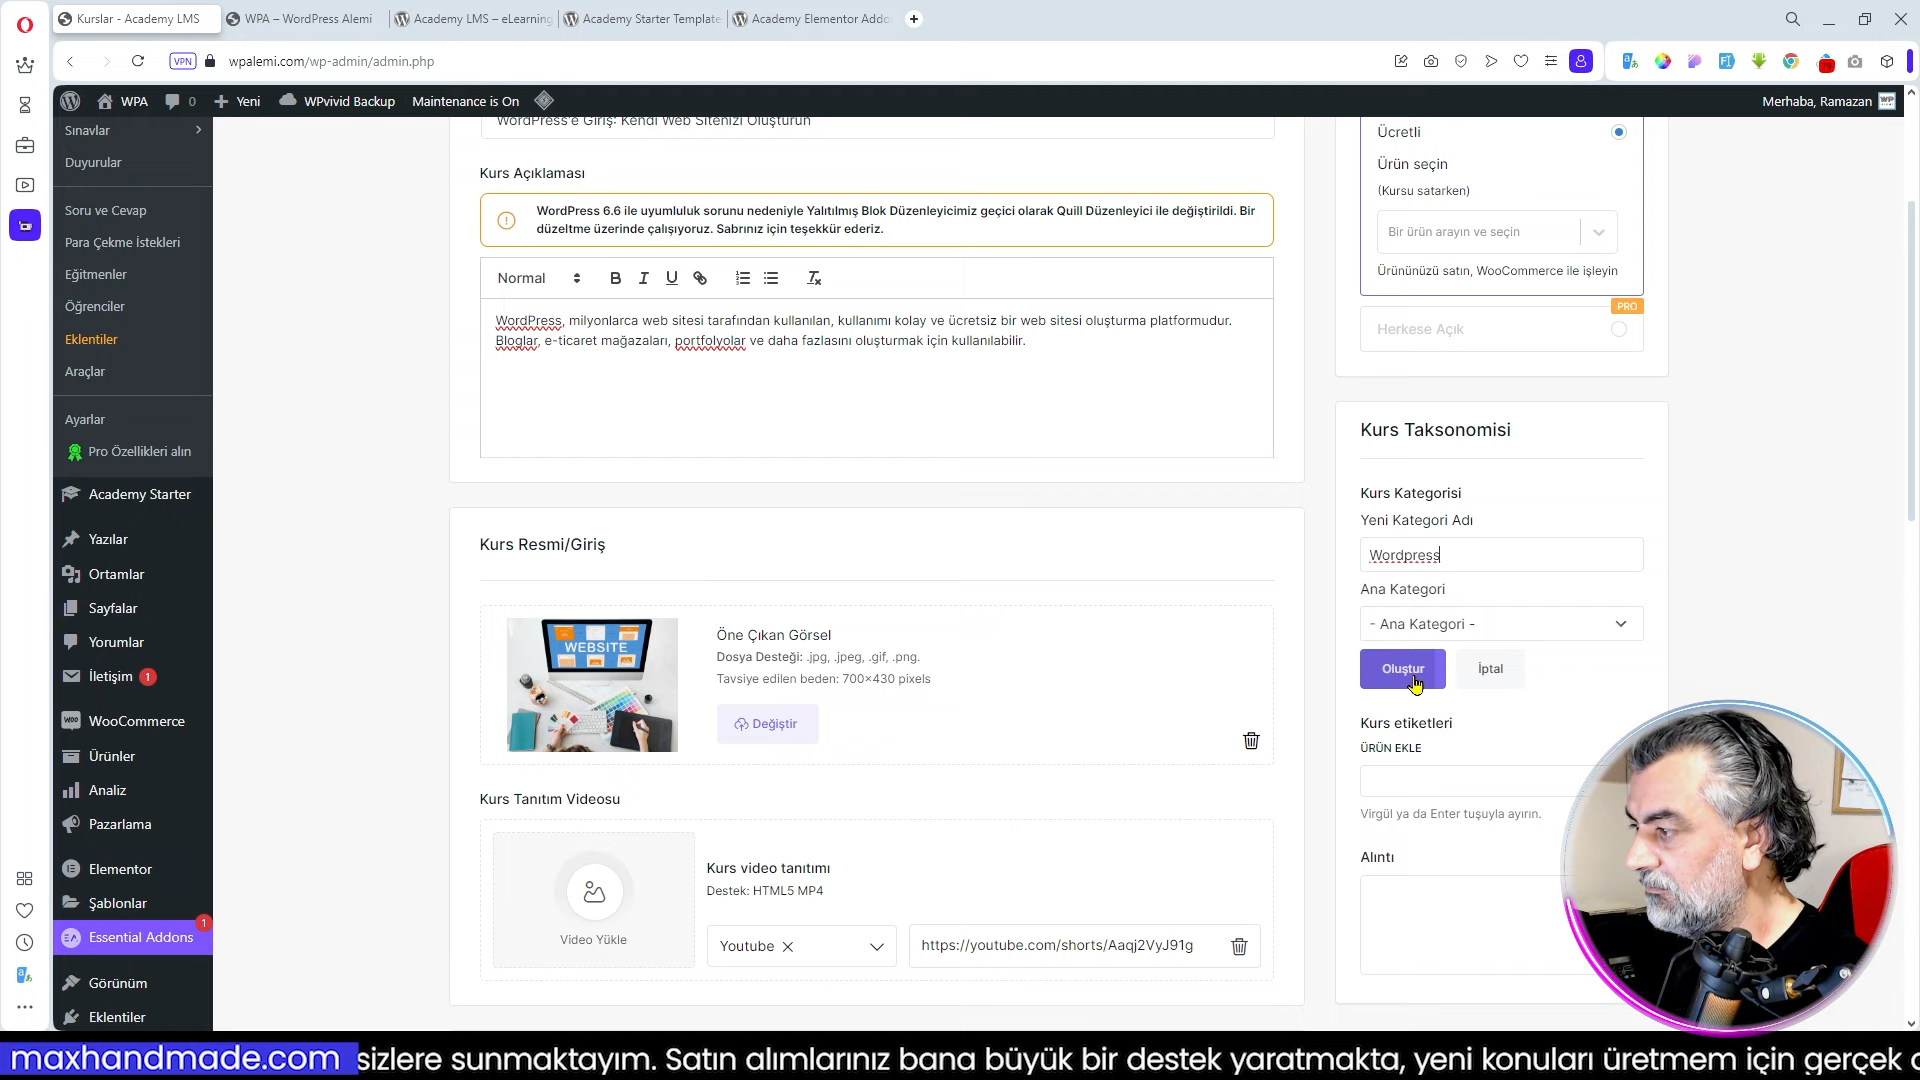 Kurslar - Academy LMS
WPA – WordPress Alemi
Academy LMS – eLearning
Academy Starter Template
Academy Elementor Addo
VPN
wpalemi.com/wp-admin/admin.php
WPA
0
Yeni
WPvivid Backup
Maintenance is On
Merhaba, Ramazan
Sınavlar
Duyurular
Soru ve Cevap
Para Çekme İstekleri
Eğitmenler
Öğrenciler
Eklentiler
Araçlar
Ayarlar
Pro Özellikleri alın
Academy Starter
Yazılar
Ortamlar
Sayfalar
Yorumlar
İletişim 1
WooCommerce
Ürünler
Analiz
Pazarlama
Elementor
Şablonlar
Essential Addons 1
Görünüm
Eklentiler
WordPress'e Giriş: Kendi Web Sitenizi Oluşturun
Kurs Açıklaması
WordPress 6.6 ile uyumluluk sorunu nedeniyle Yalıtılmış Blok Düzenleyicimiz geçici olarak Quill Düzenleyici ile değiştirildi. Bir
düzeltme üzerinde çalışıyoruz. Sabrınız için teşekkür ederiz.
Normal
WordPress, milyonlarca web sitesi tarafından kullanılan, kullanımı kolay ve ücretsiz bir web sitesi oluşturma platformudur.
Bloglar, e-ticaret mağazaları, portfolyolar ve daha fazlasını oluşturmak için kullanılabilir.
Kurs Resmi/Giriş
WEBSITE
Öne Çıkan Görsel
Dosya Desteği: .jpg, .jpeg, .gif, .png.
Tavsiye edilen beden: 700×430 pixels
Değiştir
Kurs Tanıtım Videosu
Video Yükle
Kurs video tanıtımı
Destek: HTML5 MP4
Youtube
https://youtube.com/shorts/Aaqj2VyJ91g
Ücretli
Ürün seçin
(Kursu satarken)
Bir ürün arayın ve seçin
Ürününüzü satın, WooCommerce ile işleyin
PRO
Herkese Açık
Kurs Taksonomisi
Kurs Kategorisi
Yeni Kategori Adı
Wordpress
Ana Kategori
- Ana Kategori -
Oluştur
İptal
Kurs etiketleri
ÜRÜN EKLE
Virgül ya da Enter tuşuyla ayırın.
Alıntı
maxhandmade.com
sizlere sunmaktayım. Satın alımlarınız bana büyük bir destek yaratmakta, yeni konuları üretmem için gerçek